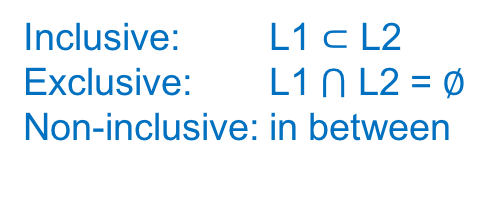 Inclusive: L1 ⊂ L2
Exclusive: L1 ⋂ L2 = ∅
Non-inclusive: in between